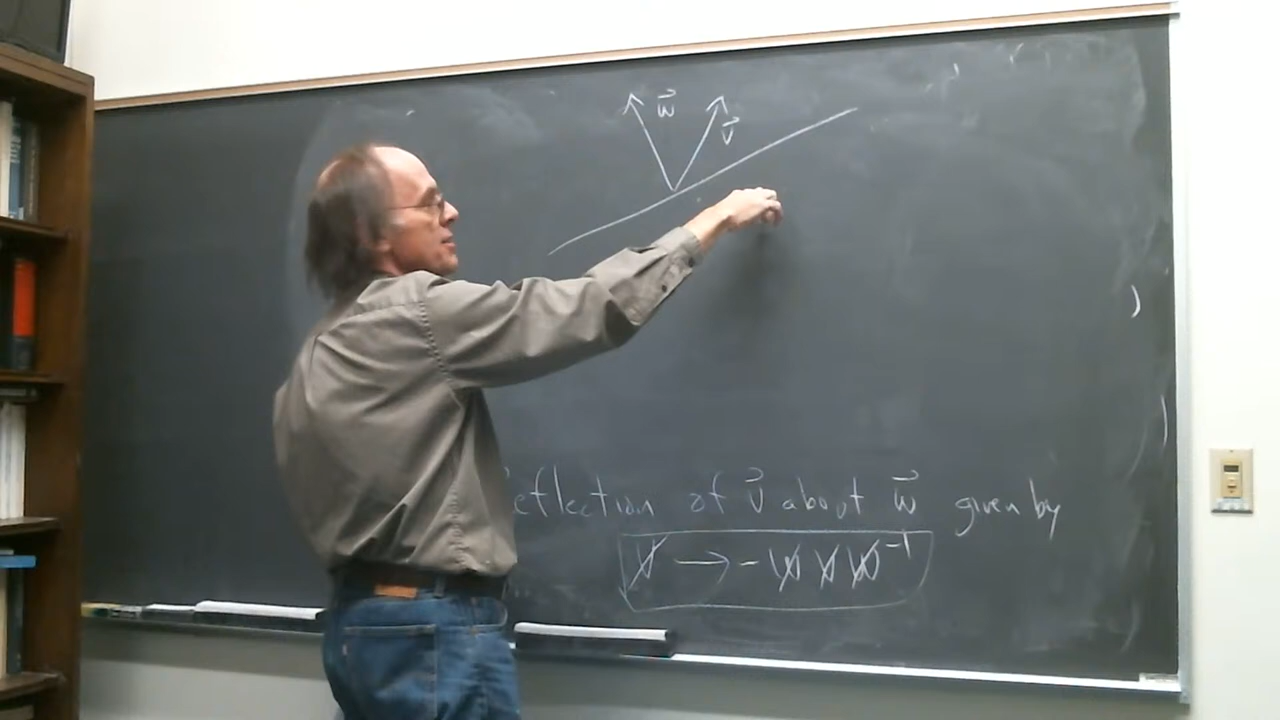 w⃗
v⃗
eflection of v⃗ about w⃗ given by
v̸ → - w̸ v̸ w̸⁻¹